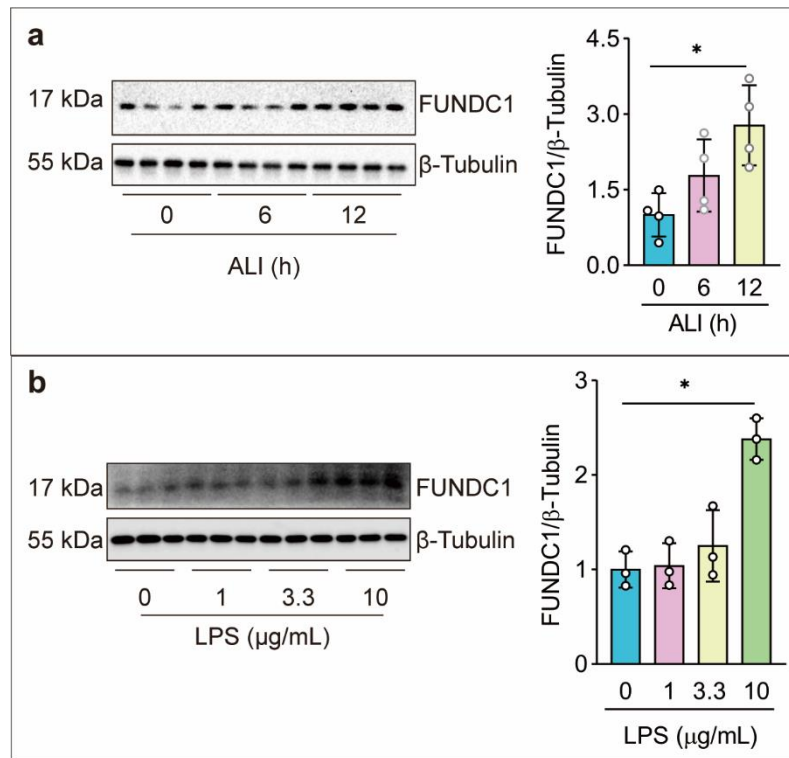 a
17 kDa
FUNDC1
55 kDa
β-Tubulin
0 6 12
ALI (h)
FUNDC1/β-Tubulin
4.5
3.0
1.5
0.0
*
0 6 12
ALI (h)
b
17 kDa
FUNDC1
55 kDa
β-Tubulin
0 1 3.3 10
LPS (μg/mL)
FUNDC1/β-Tubulin
3
2
1
0
*
0 1 3.3 10
LPS (μg/mL)